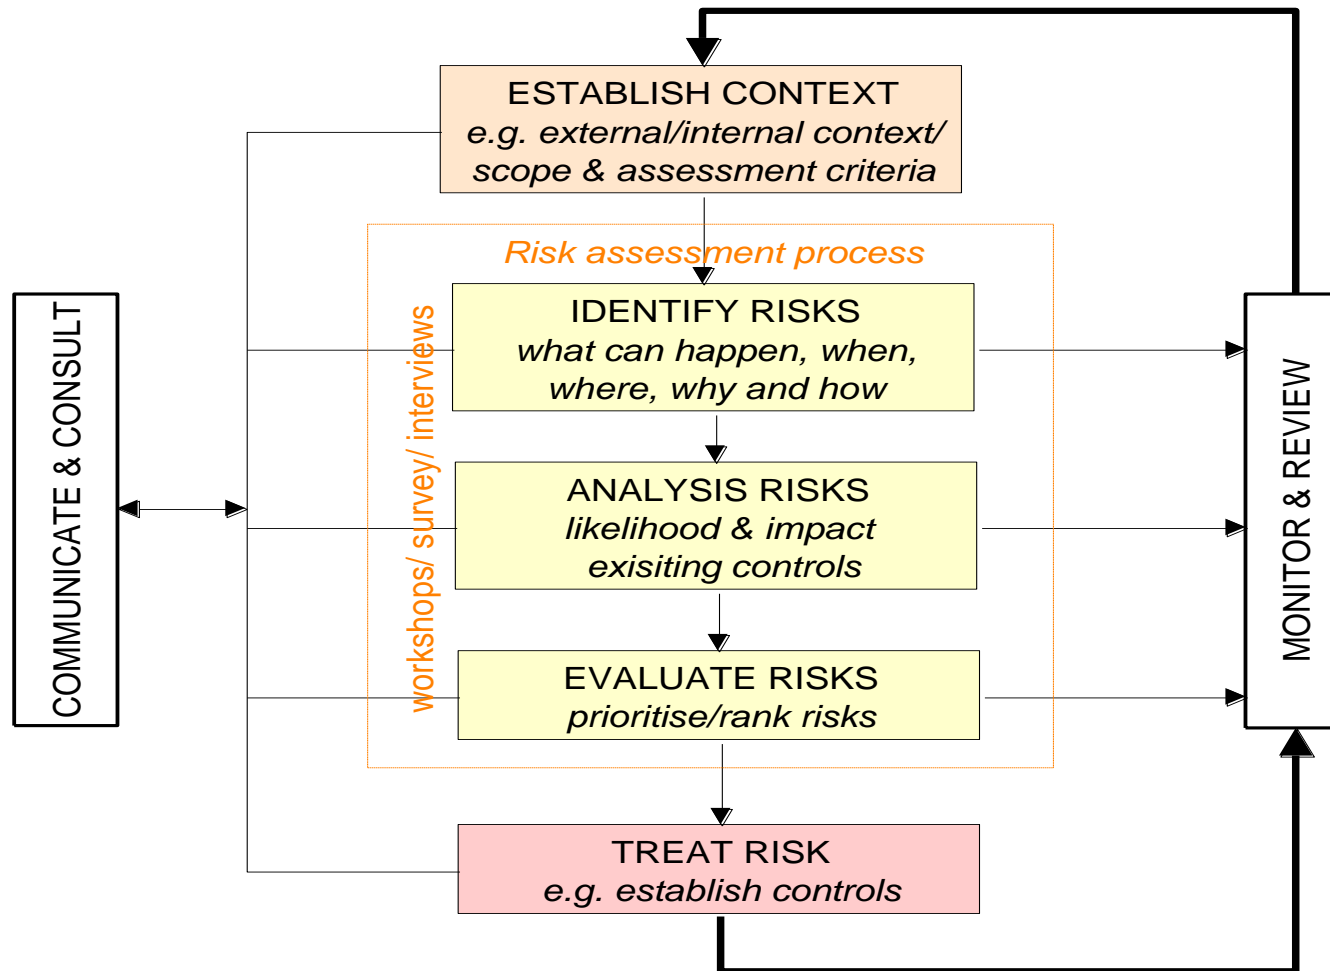 ESTABLISH CONTEXT
e.g. external/internal context/
scope & assessment criteria
Risk assessment process
COMMUNICATE & CONSULT
workshops/ survey/ interviews
IDENTIFY RISKS
what can happen, when,
where, why and how
MONITOR & REVIEW
ANALYSIS RISKS
likelihood & impact
exisiting controls
EVALUATE RISKS
prioritise/rank risks
TREAT RISK
e.g. establish controls